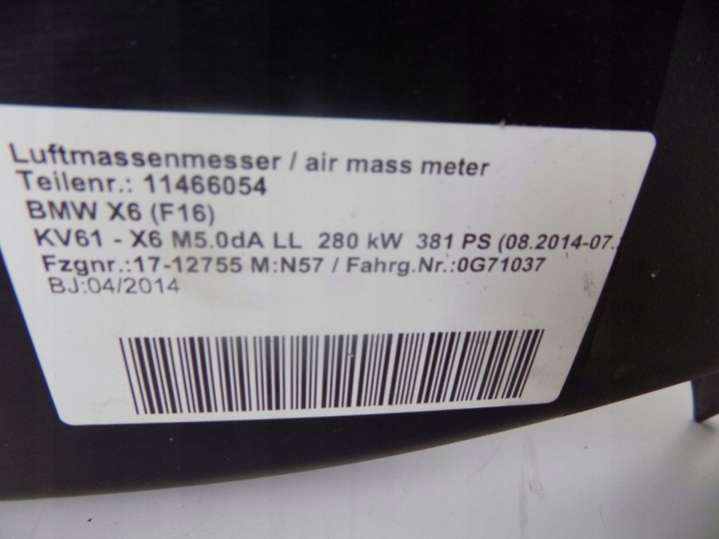 Luftmassenmesser / air mass meter
Teilenr.: 11466054
BMW X6 (F16)
KV61 - X6 M5.0dA LL 280 kW 381 PS (08.2014-07.
Fzgnr.:17-12755 M:N57 / Fahrg.Nr.:0G71037
BJ:04/2014